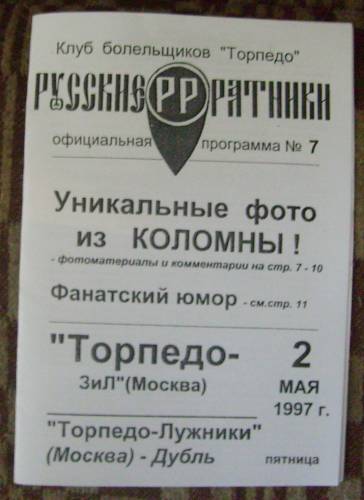 Клуб болельщиков "Торпедо"
РУССКИЕ РР РАТНИКИ
официальная программа № 7
Уникальные фото
из КОЛОМНЫ !
- фотоматериалы и комментарии на стр. 7 - 10
Фанатский юмор - см.стр. 11
"Торпедо- 2
ЗиЛ"(Москва) МАЯ
1997 г.
"Торпедо-Лужники"
(Москва) - Дубль пятница